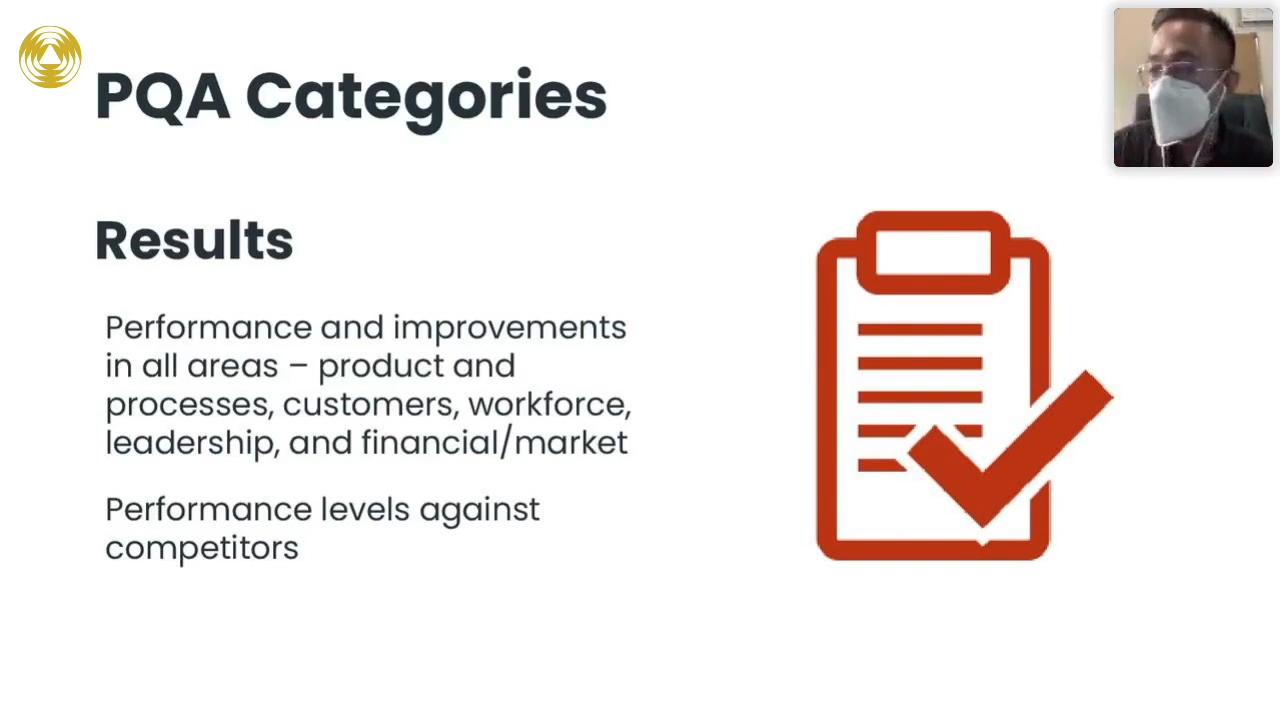 PQA Categories
Results
Performance and improvements
in all areas – product and
processes, customers, workforce,
leadership, and financial/market
Performance levels against
competitors